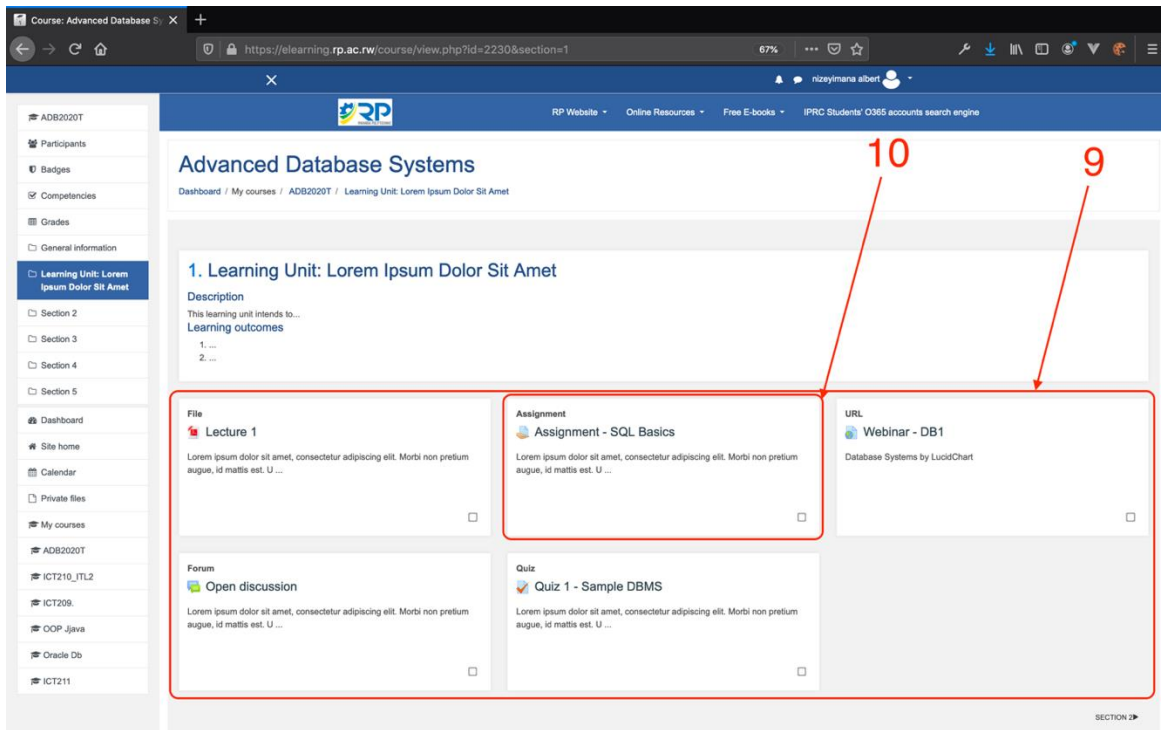 Course: Advanced Database Sy
https://elearning.rp.ac.rw/course/view.php?id=2230&section=1
67%
nizeyimana albert
RP
RP Website
Online Resources
Free E-books
IPRC Students' O365 accounts search engine
ADB2020T
Participants
Badges
Competencies
Grades
General information
Learning Unit: Lorem
Ipsum Dolor Sit Amet
Section 2
Section 3
Section 4
Section 5
Dashboard
Site home
Calendar
Private files
My courses
ADB2020T
ICT210_ITL2
ICT209.
OOP Jjava
Oracle Db
ICT211
Advanced Database Systems
Dashboard / My courses / ADB2020T / Learning Unit: Lorem Ipsum Dolor Sit Amet
10
9
1. Learning Unit: Lorem Ipsum Dolor Sit Amet
Description
This learning unit intends to...
Learning outcomes
1. ...
2. ...
File
Lecture 1
Lorem ipsum dolor sit amet, consectetur adipiscing elit. Morbi non pretium
augue, id mattis est. U ...
Assignment
Assignment - SQL Basics
Lorem ipsum dolor sit amet, consectetur adipiscing elit. Morbi non pretium
augue, id mattis est. U ...
URL
Webinar - DB1
Database Systems by LucidChart
Forum
Open discussion
Lorem ipsum dolor sit amet, consectetur adipiscing elit. Morbi non pretium
augue, id mattis est. U ...
Quiz
Quiz 1 - Sample DBMS
Lorem ipsum dolor sit amet, consectetur adipiscing elit. Morbi non pretium
augue, id mattis est. U ...
SECTION 2